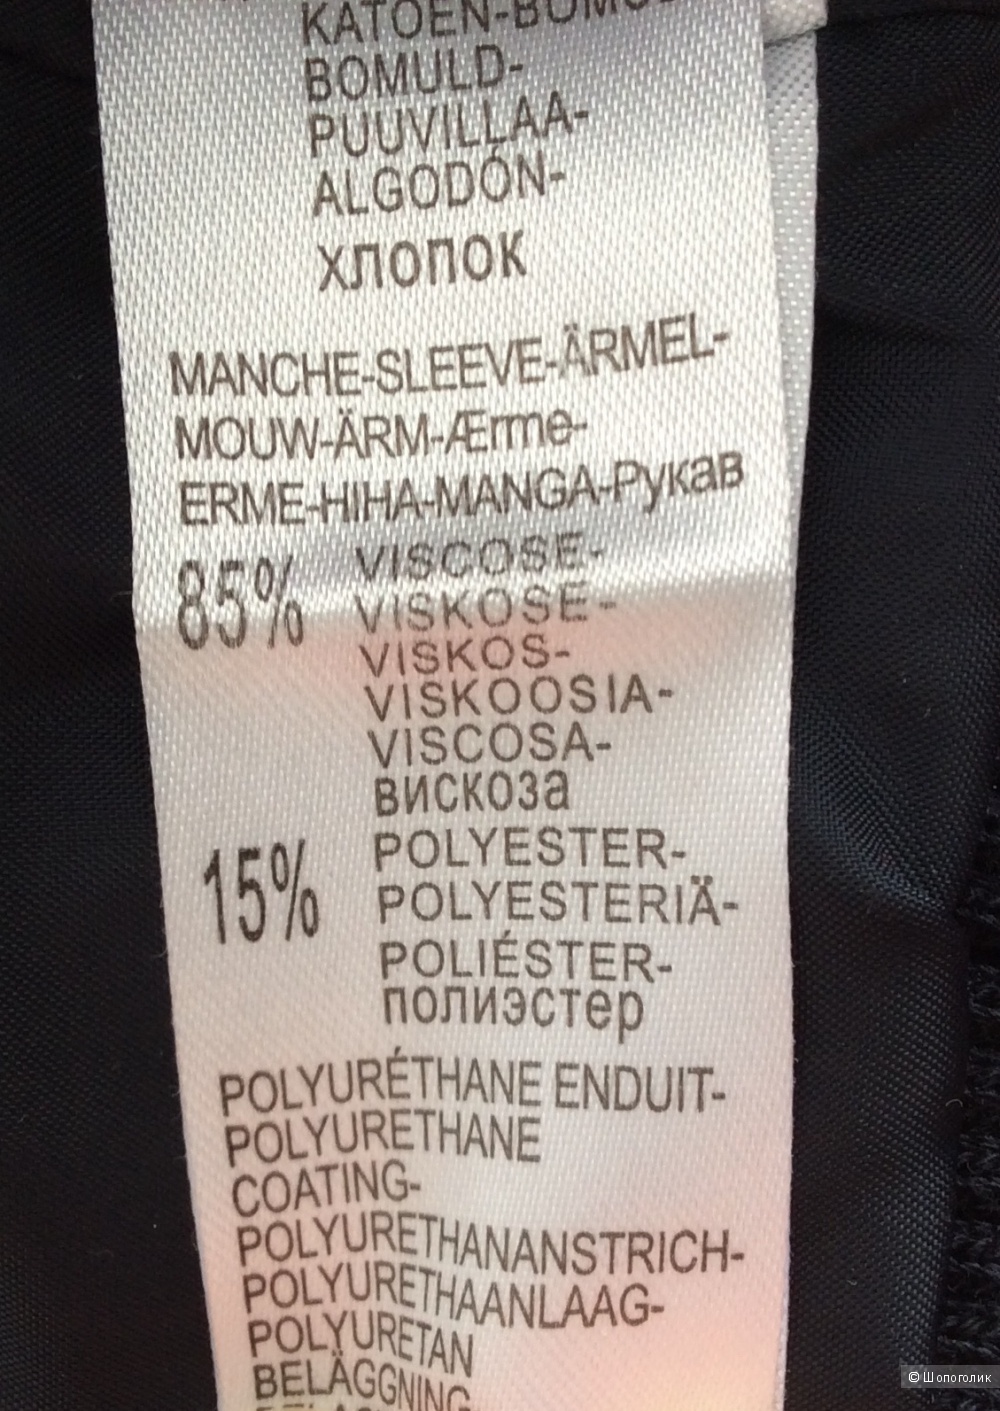 KATOEN-
BOMULD-
PUUVILLAA-
ALGODÓN-
хлопок
MANCHE-SLEEVE-ÄRMEL-
MOUW-ÄRM-Ærme-
ERME-HIHA-MANGA-Рукав
85% VISCOSE-
VISKOSE-
VISKOS-
VISKOOSIA-
VISCOSA-
вискоза
15% POLYESTER-
POLYESTERIÄ-
POLIÉSTER-
полиэстер
POLYURÉTHANE ENDUIT-
POLYURETHANE
COATING-
POLYURETHANANSTRICH-
POLYURETHAANLAAG-
POLYURETAN
BELÄGGNING
© Шопоголик